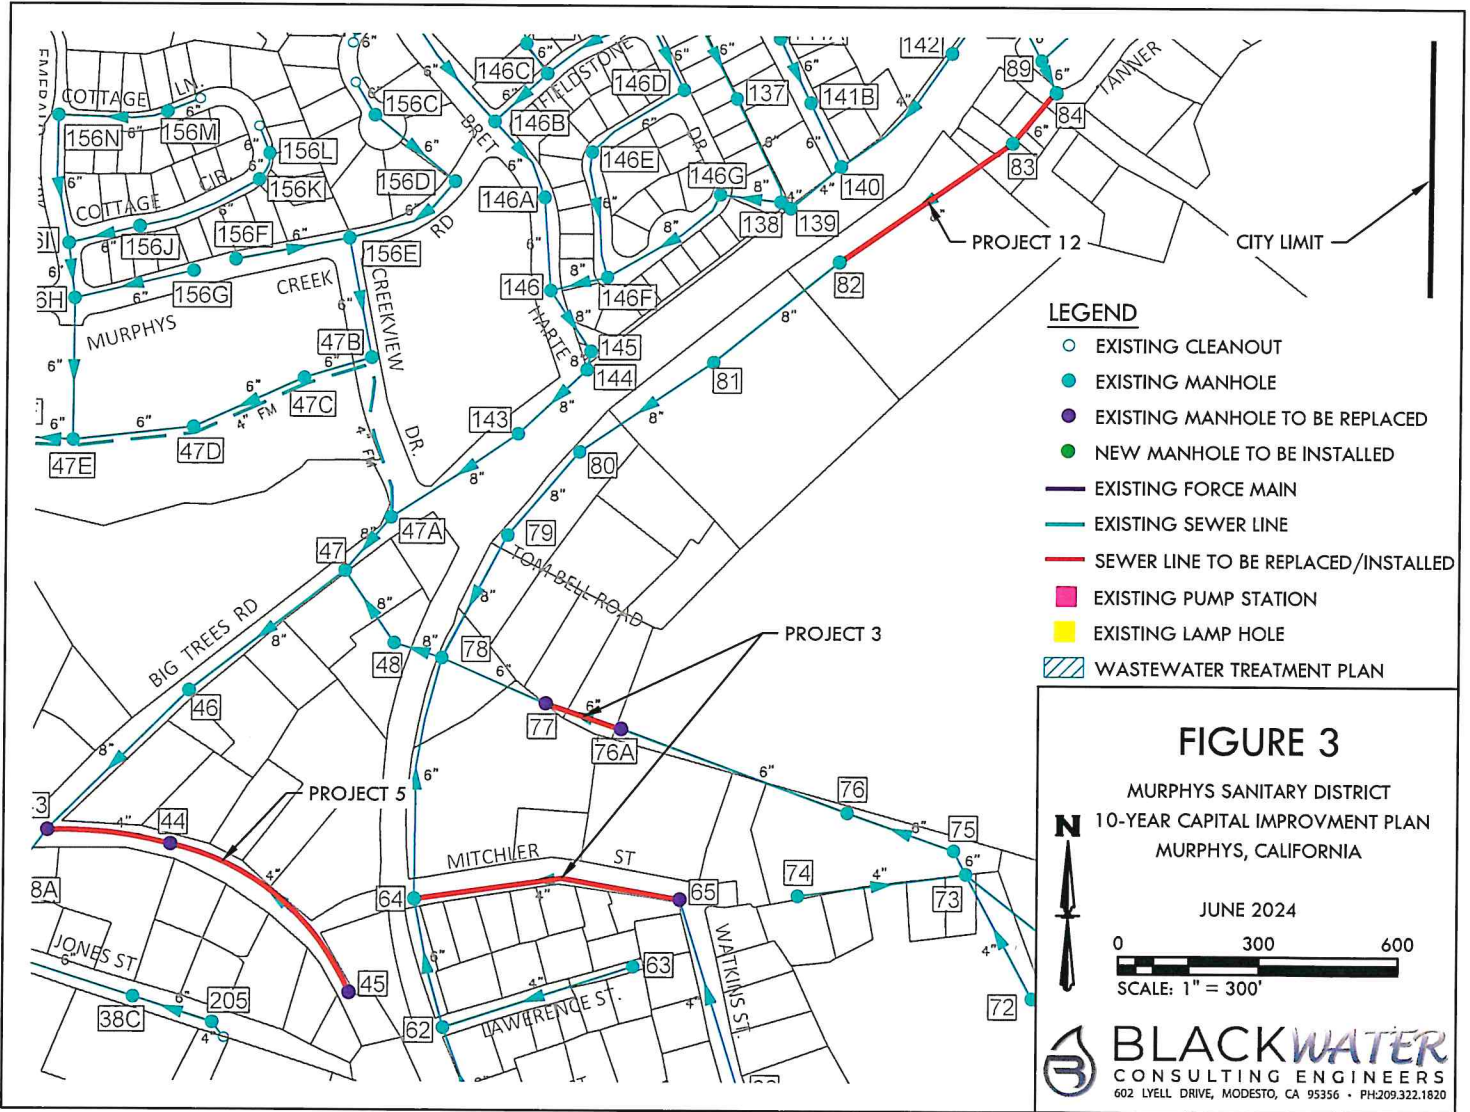 COTTAGE LN.
156N
156M
156L
156K
COTTAGE CIR.
156J
156F
156C
156D
BRET
RD
156E
156G
CREEK
MURPHYS
CREEKVIEW
DR.
47B
47C
4" FM
47D
47E
4" FM
47A
47
146C
146B
FIELDSTONE
146D
DR.
146E
146A
146G
146
146F
HARTE
145
144
143
137
141B
142
140
138
139
89
TANNER
84
83
PROJECT 12
CITY LIMIT
82
81
80
79
TOM BELL ROAD
78
48
BIG TREES RD
46
77
76A
PROJECT 3
PROJECT 5
44
45
76
75
74
73
72
MITCHLER ST
64
65
WATKINS ST.
63
LAWERENCE ST.
62
JONES ST
38C
205
6"
8"
4"
LEGEND
EXISTING CLEANOUT
EXISTING MANHOLE
EXISTING MANHOLE TO BE REPLACED
NEW MANHOLE TO BE INSTALLED
EXISTING FORCE MAIN
EXISTING SEWER LINE
SEWER LINE TO BE REPLACED/INSTALLED
EXISTING PUMP STATION
EXISTING LAMP HOLE
WASTEWATER TREATMENT PLAN
FIGURE 3
MURPHYS SANITARY DISTRICT
10-YEAR CAPITAL IMPROVMENT PLAN
MURPHYS, CALIFORNIA
N
JUNE 2024
0 300 600
SCALE: 1" = 300'
BLACKWATER
CONSULTING ENGINEERS
602 LYELL DRIVE, MODESTO, CA 95356 • PH:209.322.1820